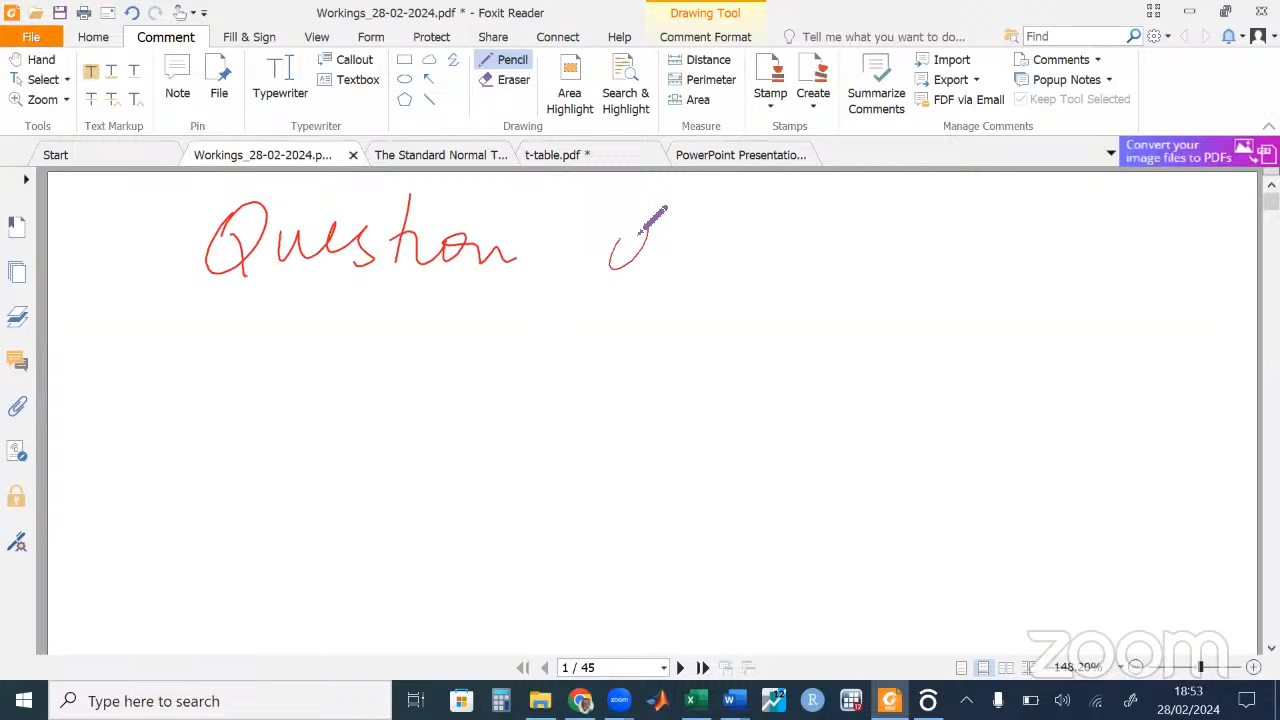 Workings_28-02-2024.pdf * - Foxit Reader
Drawing Tool
File Home Comment View Fill & Sign Form Protect Share Connect Help Comment Format Tell me what you want to do... Find
Hand
Select
Zoom
Tools
Text Markup
Note
File
Pin
Typewriter
Callout
Textbox
Typewriter
Pencil
Eraser
Area Highlight
Search & Highlight
Drawing
Distance
Perimeter
Area
Measure
Stamp
Create
Stamps
Summarize Comments
Import
Export
FDF via Email
Comments
Popup Notes
Keep Tool Selected
Manage Comments
Start
Workings_28-02-2024.p...
The Standard Normal T...
t-table.pdf *
PowerPoint Presentatio...
Convert your
image files to PDFs
Question
zoom
1 / 45
148.20%
Type here to search
zoom
12
R
18:53
28/02/2024